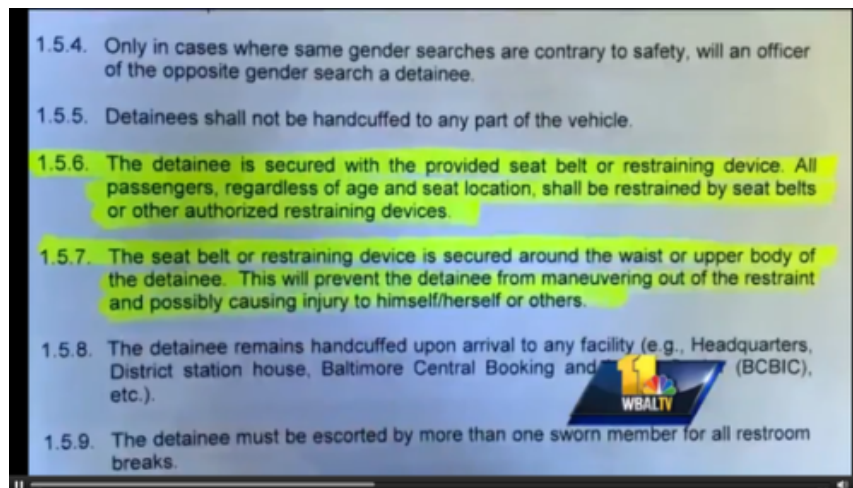 1.5.4. Only in cases where same gender searches are contrary to safety, will an officer
of the opposite gender search a detainee.
1.5.5. Detainees shall not be handcuffed to any part of the vehicle.
1.5.6. The detainee is secured with the provided seat belt or restraining device. All
passengers, regardless of age and seat location, shall be restrained by seat belts
or other authorized restraining devices.
1.5.7. The seat belt or restraining device is secured around the waist or upper body of
the detainee. This will prevent the detainee from maneuvering out of the restraint
and possibly causing injury to himself/herself or others.
1.5.8. The detainee remains handcuffed upon arrival to any facility (e.g., Headquarters,
District station house, Baltimore Central Booking and (BCBIC),
etc.).
11
WBALTV
1.5.9. The detainee must be escorted by more than one sworn member for all restroom
breaks.